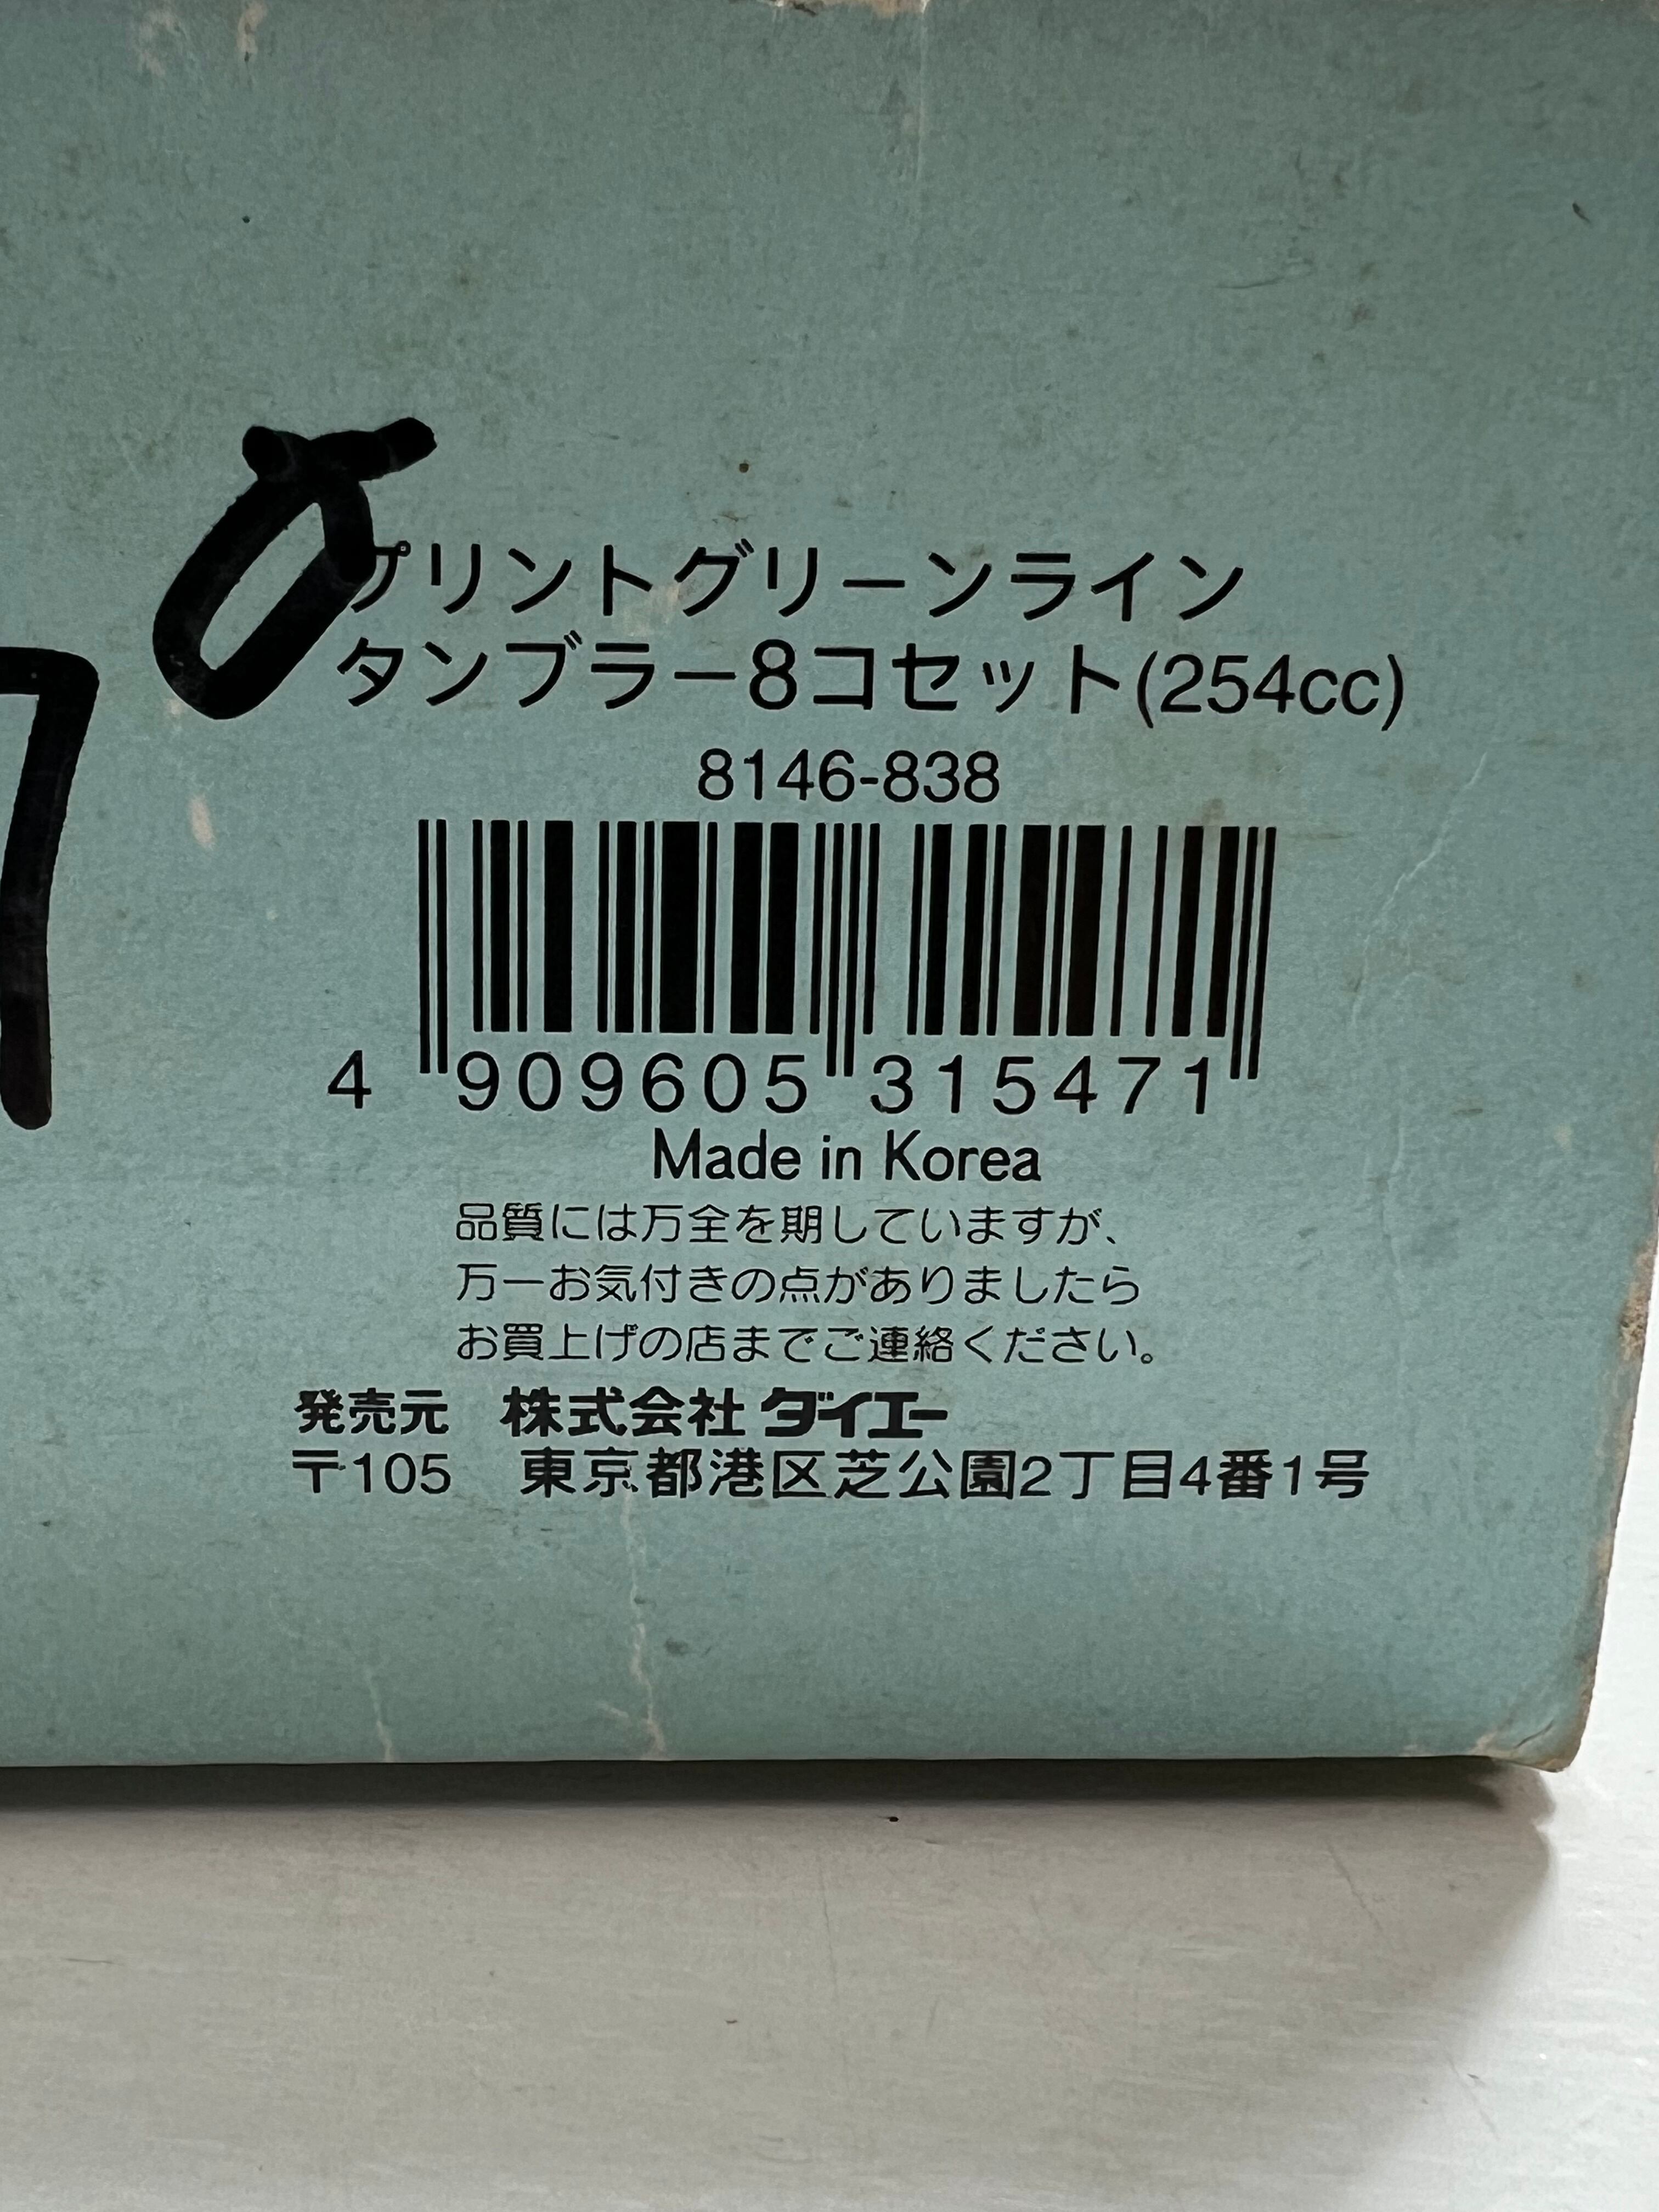 プリントグリーンライン
タンブラー8コセット(254cc)
8146-838
4 909605 315471
Made in Korea
品質には万全を期していますが、
万一お気付きの点がありましたら
お買上げの店までご連絡ください。
発売元 株式会社ダイエー
〒105 東京都港区芝公園2丁目4番1号